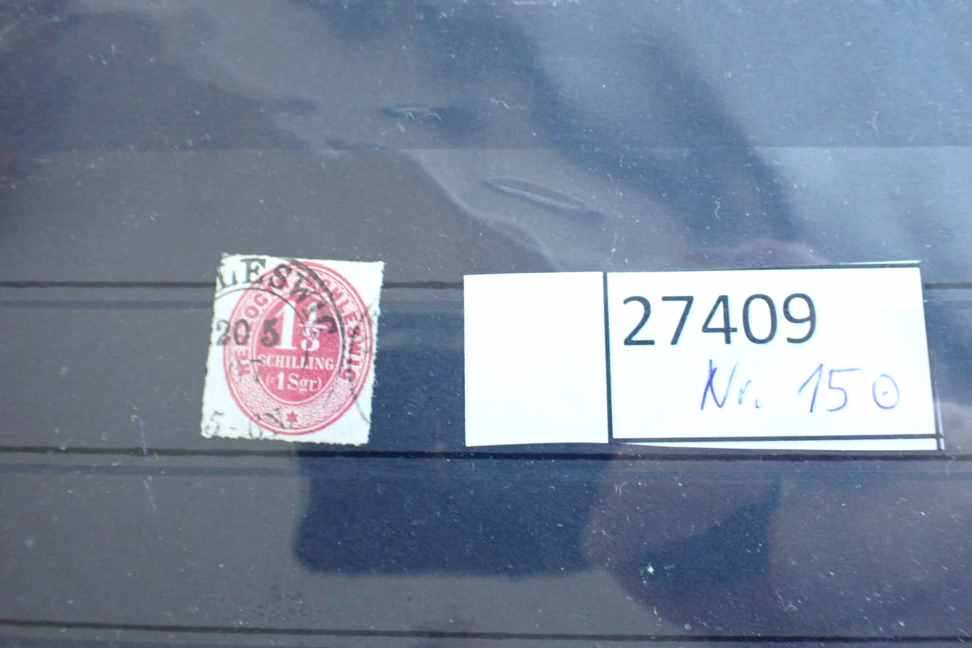 HERZOGTH. SCHLESWIG
1 1/3
SCHILLING
(1 Sgr)
LESWIG
20 5
27409
Nr. 15 ⊙